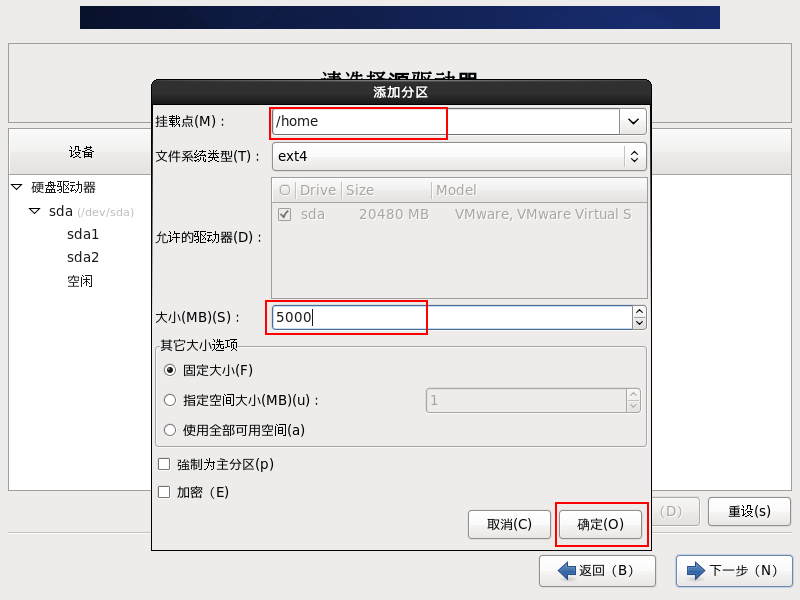 请选择源驱动器
添加分区
挂载点(M)：
/home
文件系统类型(T)：
ext4
Drive Size Model
sda 20480 MB VMware, VMware Virtual S
允许的驱动器(D)：
大小(MB)(S)：
5000
其它大小选项
固定大小(F)
指定空间大小(MB)(u)：
1
使用全部可用空间(a)
強制为主分区(p)
加密（E)
取消(C)
确定(O)
设备
硬盘驱动器
sda (/dev/sda)
sda1
sda2
空闲
(D)
重设(s)
返回（B）
下一步（N）